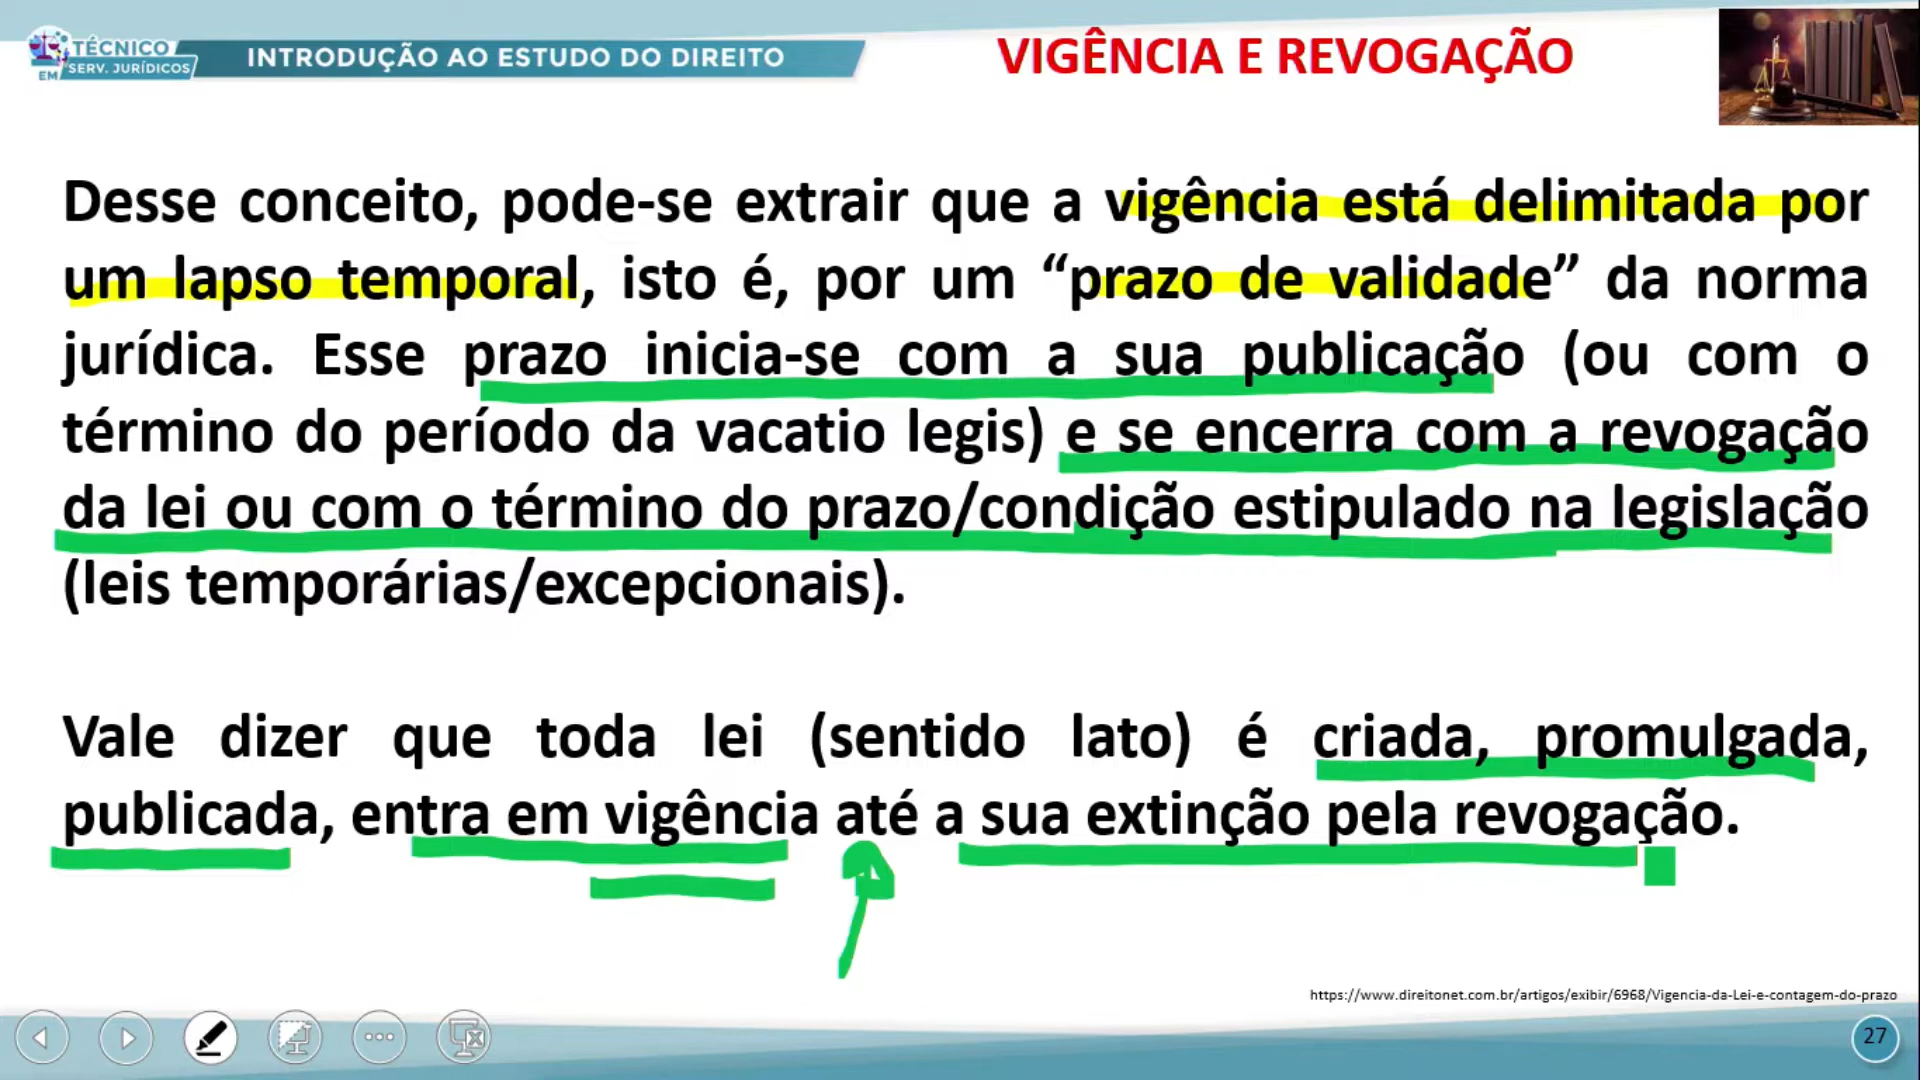 TÉCNICO
EM SERV. JURÍDICOS
INTRODUÇÃO AO ESTUDO DO DIREITO
VIGÊNCIA E REVOGAÇÃO
Desse conceito, pode-se extrair que a vigência está delimitada por
um lapso temporal, isto é, por um “prazo de validade” da norma
jurídica. Esse prazo inicia-se com a sua publicação (ou com o
término do período da vacatio legis) e se encerra com a revogação
da lei ou com o término do prazo/condição estipulado na legislação
(leis temporárias/excepcionais).
Vale dizer que toda lei (sentido lato) é criada, promulgada,
publicada, entra em vigência até a sua extinção pela revogação.
https://www.direitonet.com.br/artigos/exibir/6968/Vigencia-da-Lei-e-contagem-do-prazo
27